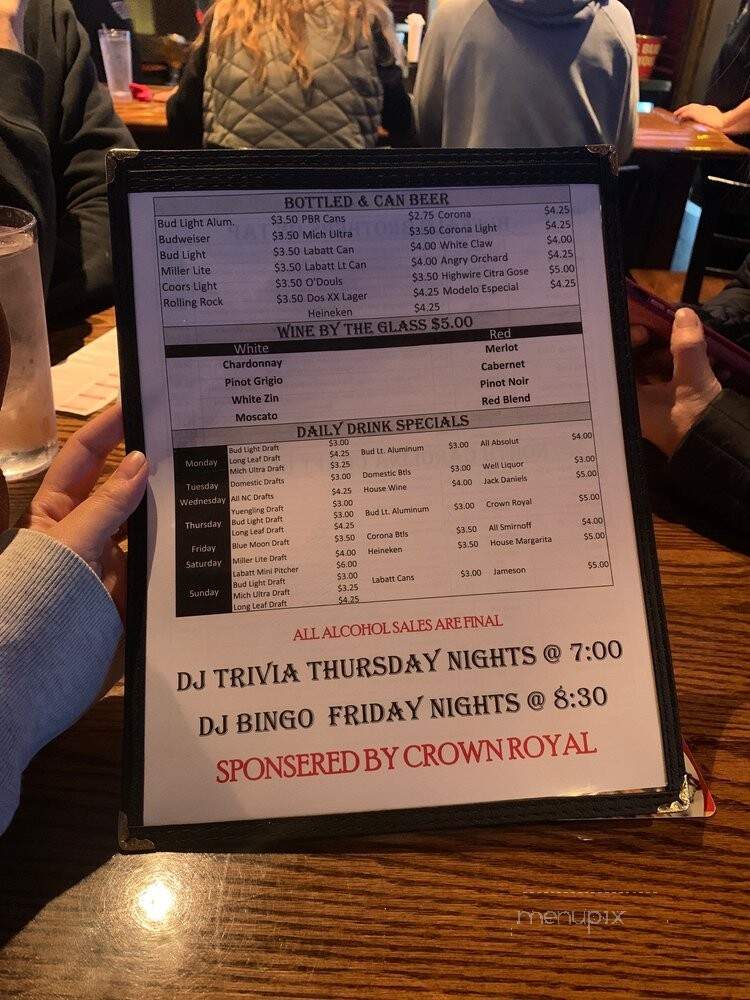 BOTTLED & CAN BEER
Bud Light Alum. $3.50 PBR Cans $2.75 Corona $4.25
Budweiser $3.50 Mich Ultra $3.50 Corona Light $4.25
Bud Light $3.50 Labatt Can $4.00 White Claw $4.00
Miller Lite $3.50 Labatt Lt Can $4.00 Angry Orchard $4.25
Coors Light $3.50 O'Douls $3.50 Highwire Citra Gose $5.00
Rolling Rock $3.50 Dos XX Lager $4.25 Modelo Especial $4.25
Heineken $4.25
WINE BY THE GLASS $5.00
White Red
Chardonnay Merlot
Pinot Grigio Cabernet
White Zin Pinot Noir
Moscato Red Blend
DAILY DRINK SPECIALS
Bud Light Draft $3.00
Monday Long Leaf Draft $4.25 Bud Lt. Aluminum $3.00 All Absolut $4.00
Mich Ultra Draft $3.25
Tuesday Domestic Drafts $3.00 Domestic Btls $3.00 Well Liquor $3.00
Wednesday All NC Drafts $4.25 House Wine $4.00 Jack Daniels $5.00
Yuengling Draft $3.00
Thursday Bud Light Draft $3.00 Bud Lt. Aluminum $3.00 Crown Royal $5.00
Long Leaf Draft $4.25
Friday Blue Moon Draft $3.50 Corona Btls $3.50 All Smirnoff $4.00
Saturday Miller Lite Draft $4.00 Heineken $3.50 House Margarita $5.00
Labatt Mini Pitcher $6.00
Bud Light Draft $3.00
Sunday Mich Ultra Draft $3.25 Labatt Cans $3.00 Jameson $5.00
Long Leaf Draft $4.25
ALL ALCOHOL SALES ARE FINAL
DJ TRIVIA THURSDAY NIGHTS @ 7:00
DJ BINGO FRIDAY NIGHTS @ 8:30
SPONSERED BY CROWN ROYAL
menupix